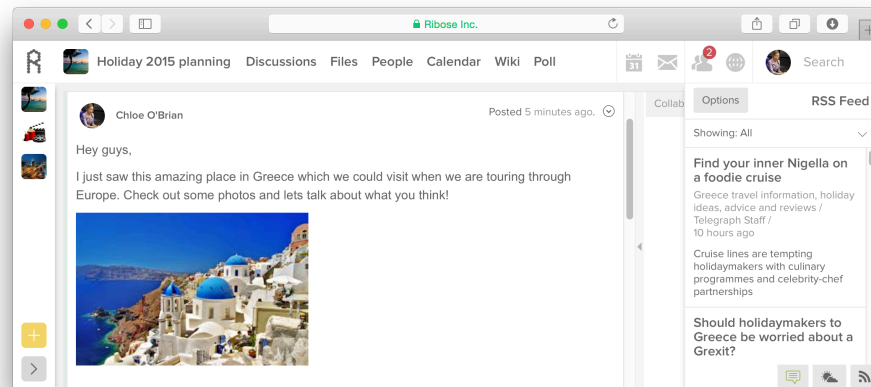 Ribose Inc.
Holiday 2015 planning Discussions Files People Calendar Wiki Poll
31
2
Search
Chloe O'Brian
Posted 5 minutes ago.
Hey guys,
I just saw this amazing place in Greece which we could visit when we are touring through
Europe. Check out some photos and lets talk about what you think!
Collab
Options
RSS Feed
Showing: All
Find your inner Nigella on
a foodie cruise
Greece travel information, holiday
ideas, advice and reviews /
Telegraph Staff /
10 hours ago
Cruise lines are tempting
holidaymakers with culinary
programmes and celebrity-chef
partnerships
Should holidaymakers to
Greece be worried about a
Grexit?